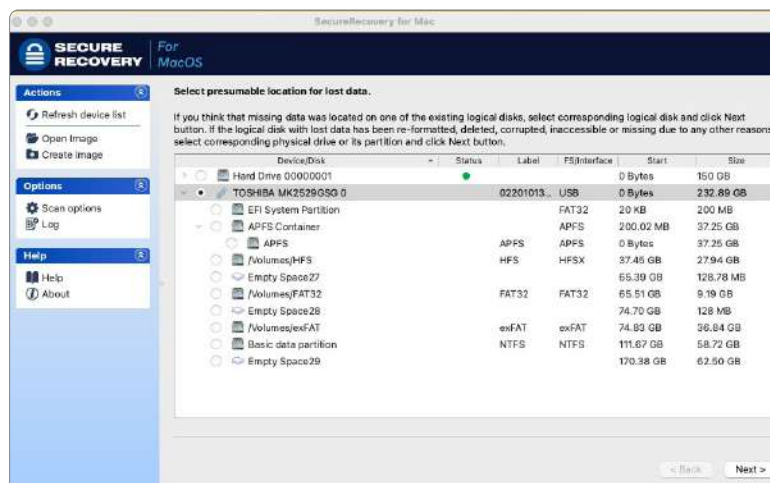 SecureRecovery for Mac
SECURE RECOVERY
For MacOS
Actions
Refresh device list
Open Image
Create image
Options
Scan options
Log
Help
Help
About
Select presumable location for lost data.
If you think that missing data was located on one of the existing logical disks, select corresponding logical disk and click Next
button. If the logical disk with lost data has been re-formatted, deleted, corrupted, inaccessible or missing due to any other reasons
select corresponding physical drive or its partition and click Next button.
Device/Disk Status Label FS/Interface Start Size
Hard Drive 00000001 0 Bytes 150 GB
TOSHIBA MK2529GSG 0 02201013... USB 0 Bytes 232.89 GB
EFI System Partition FAT32 20 KB 200 MB
APFS Container APFS 200.02 MB 37.25 GB
APFS APFS APFS 0 Bytes 37.25 GB
/Volumes/HFS HFS HFSX 37.45 GB 27.94 GB
Empty Space27 65.39 GB 128.78 MB
/Volumes/FAT32 FAT32 FAT32 65.51 GB 9.19 GB
Empty Space28 74.70 GB 128 MB
/Volumes/exFAT exFAT exFAT 74.83 GB 36.84 GB
Basic data partition NTFS NTFS 111.67 GB 58.72 GB
Empty Space29 170.38 GB 62.50 GB
< Back Next >